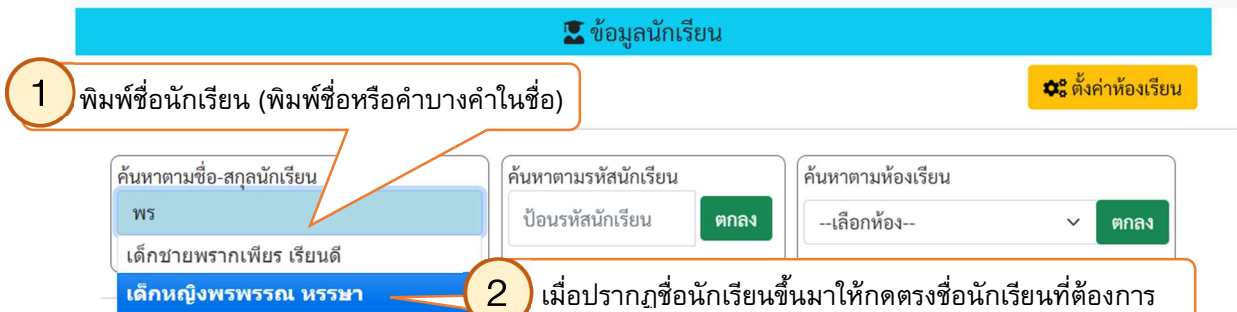 ข้อมูลนักเรียน
1 พิมพ์ชื่อนักเรียน (พิมพ์ชื่อหรือคำบางคำในชื่อ)
ตั้งค่าห้องเรียน
ค้นหาตามชื่อ-สกุลนักเรียน
พร
เด็กชายพรากเพียร เรียนดี
เด็กหญิงพรพรรณ หรรษา
ค้นหาตามรหัสนักเรียน
ป้อนรหัสนักเรียน ตกลง
ค้นหาตามห้องเรียน
--เลือกห้อง-- ตกลง
2 เมื่อปรากฏชื่อนักเรียนขึ้นมาให้กดตรงชื่อนักเรียนที่ต้องการ